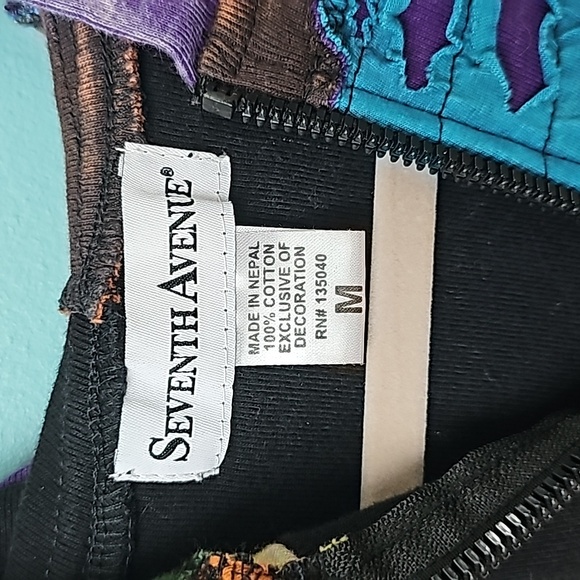 SEVENTH AVENUE®
MADE IN NEPAL
100% COTTON
EXCLUSIVE OF
DECORATION
RN# 135040
M